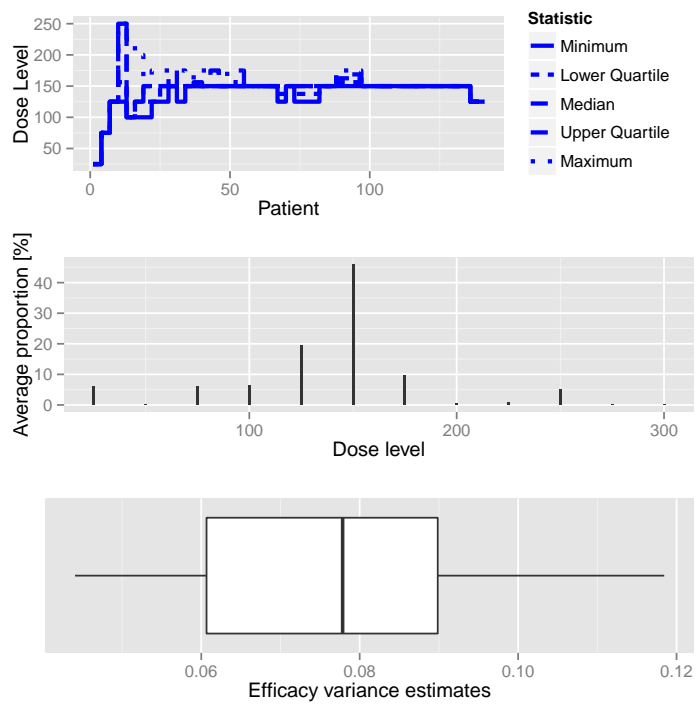 Dose Level
250
200
150
100
50
0
50
100
Patient
Statistic
Minimum
Lower Quartile
Median
Upper Quartile
Maximum
Average proportion [%]
40
30
20
10
0
100
200
300
Dose level
0.06
0.08
0.10
0.12
Efficacy variance estimates